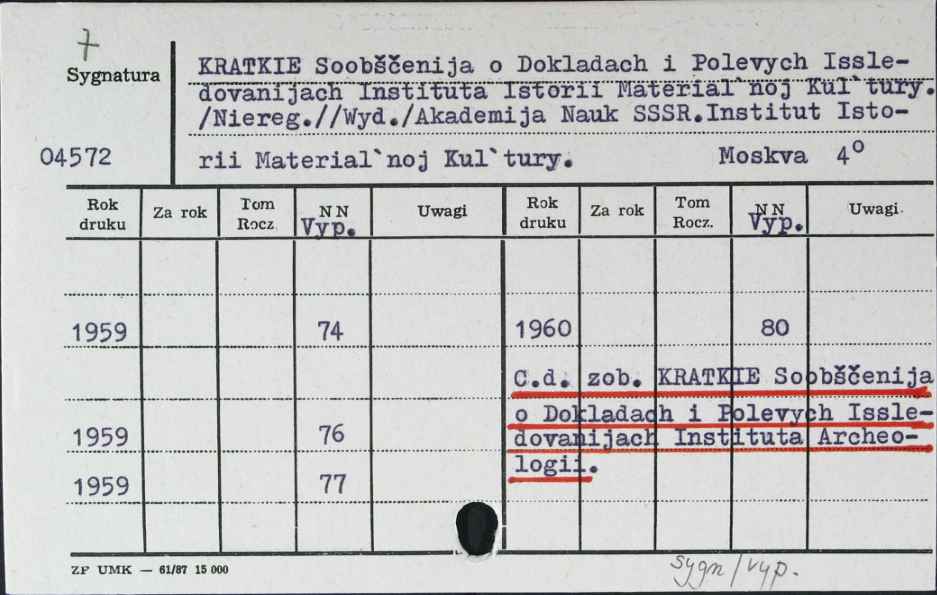 7
Sygnatura
KRATKIE Soobščenija o Dokladach i Polevych Issle-
dovanijach Instituta Istorii Material`noj Kul`tury.
/Niereg.//Wyd./Akademija Nauk SSSR.Institut Isto-
04572 rii Material`noj Kul`tury. Moskva 4°
Rok druku Za rok Tom Rocz. NN Vyp. Uwagi Rok druku Za rok Tom Rocz. NN Vyp. Uwagi
1959 74 1960 80
C.d. zob. KRATKIE Soobščenija
o Dokladach i Polevych Issle-
1959 76 dovanijach Instituta Archeo-
logii.
1959 77
ZF UMK — 61/87 15 000
sygn/vyp.